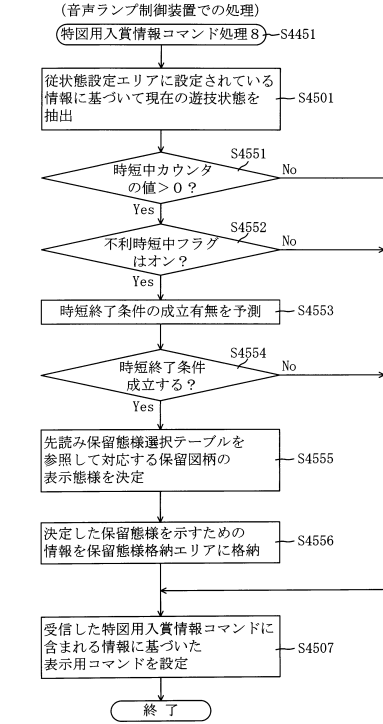 (音声ランプ制御装置での処理)
特図用入賞情報コマンド処理8
S4451
従状態設定エリアに設定されている
情報に基づいて現在の遊技状態を
抽出
S4501
時短中カウンタ
の値>0?
S4551
No
Yes
不利時短中フラグ
はオン?
S4552
No
Yes
時短終了条件の成立有無を予測
S4553
時短終了条件
成立する?
S4554
No
Yes
先読み保留態様選択テーブルを
参照して対応する保留図柄の
表示態様を決定
S4555
決定した保留態様を示すための
情報を保留態様格納エリアに格納
S4556
受信した特図用入賞情報コマンドに
含まれる情報に基づいた
表示用コマンドを設定
S4507
終了